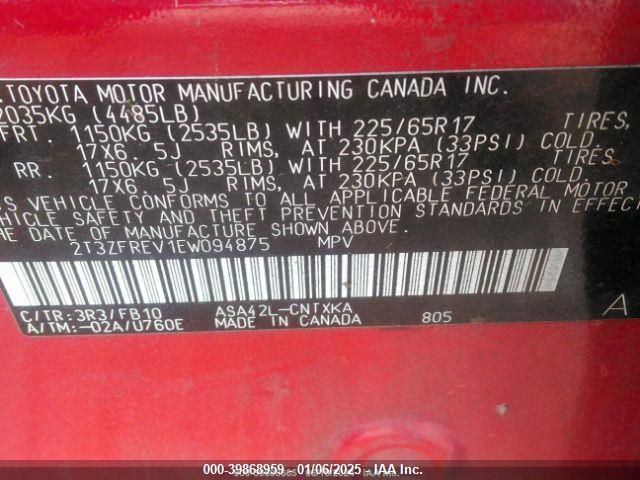 .TOYOTA MOTOR MANUFACTURING CANADA INC.
2035KG (4485LB)
FRT. 1150KG (2535LB) WITH 225/65R17 TIRES,
17X6.5J RIMS, AT 230KPA (33PSI) COLD.
RR. 1150KG (2535LB) WITH 225/65R17 TIRES
17X6.5J RIMS, AT 230KPA (33PSI) COLD.
S VEHICLE CONFORMS TO ALL APPLICABLE FEDERAL MOTOR
VEHICLE SAFETY AND THEFT PREVENTION STANDARDS IN EFFECT
THE DATE OF MANUFACTURE SHOWN ABOVE.
2T3ZFREV1EW094875 MPV
C/TR: 3R3/FB10 ASA42L-CNTXKA
A/TM: -02A/U760E MADE IN CANADA 805 A
000-39868959 - 01/06/2025 - IAA Inc.